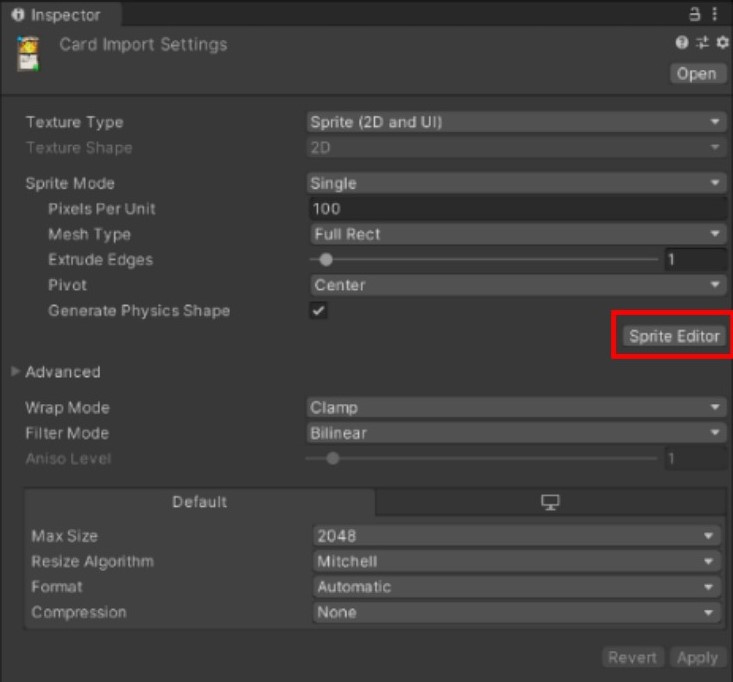 Inspector
Card Import Settings
Open
Texture Type Sprite (2D and UI)
Texture Shape 2D
Sprite Mode Single
Pixels Per Unit 100
Mesh Type Full Rect
Extrude Edges 1
Pivot Center
Generate Physics Shape
Sprite Editor
Advanced
Wrap Mode Clamp
Filter Mode Bilinear
Aniso Level 1
Default
Max Size 2048
Resize Algorithm Mitchell
Format Automatic
Compression None
Revert Apply